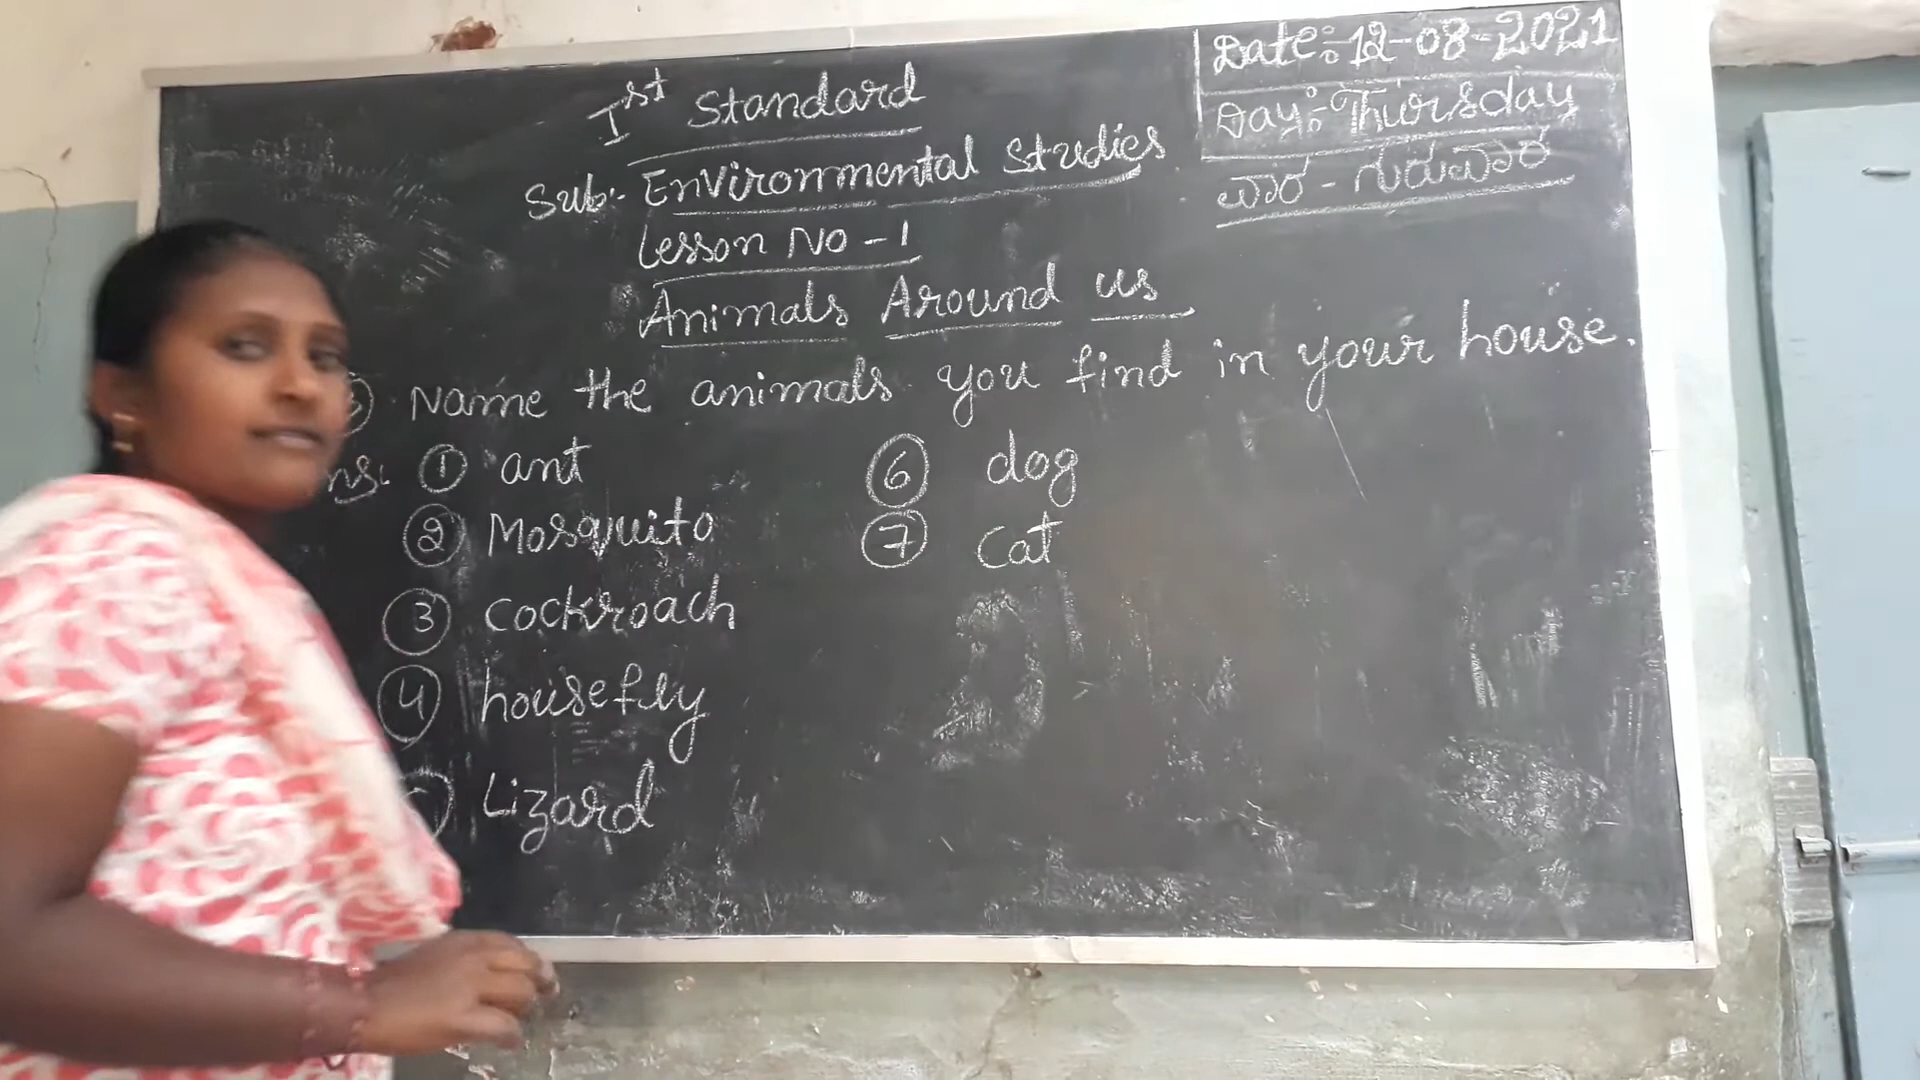 Ist Standard
Date:-12-08-2021
Day:-Thursday
ವಾರ - ಗುರುವಾರ
Sub:- Environmental Studies
Lesson No - 1
Animals Around us
Name the animals you find in your house.
① ant
② Mosquito
③ cockroach
④ housefly
Lizard
⑥ dog
⑦ cat